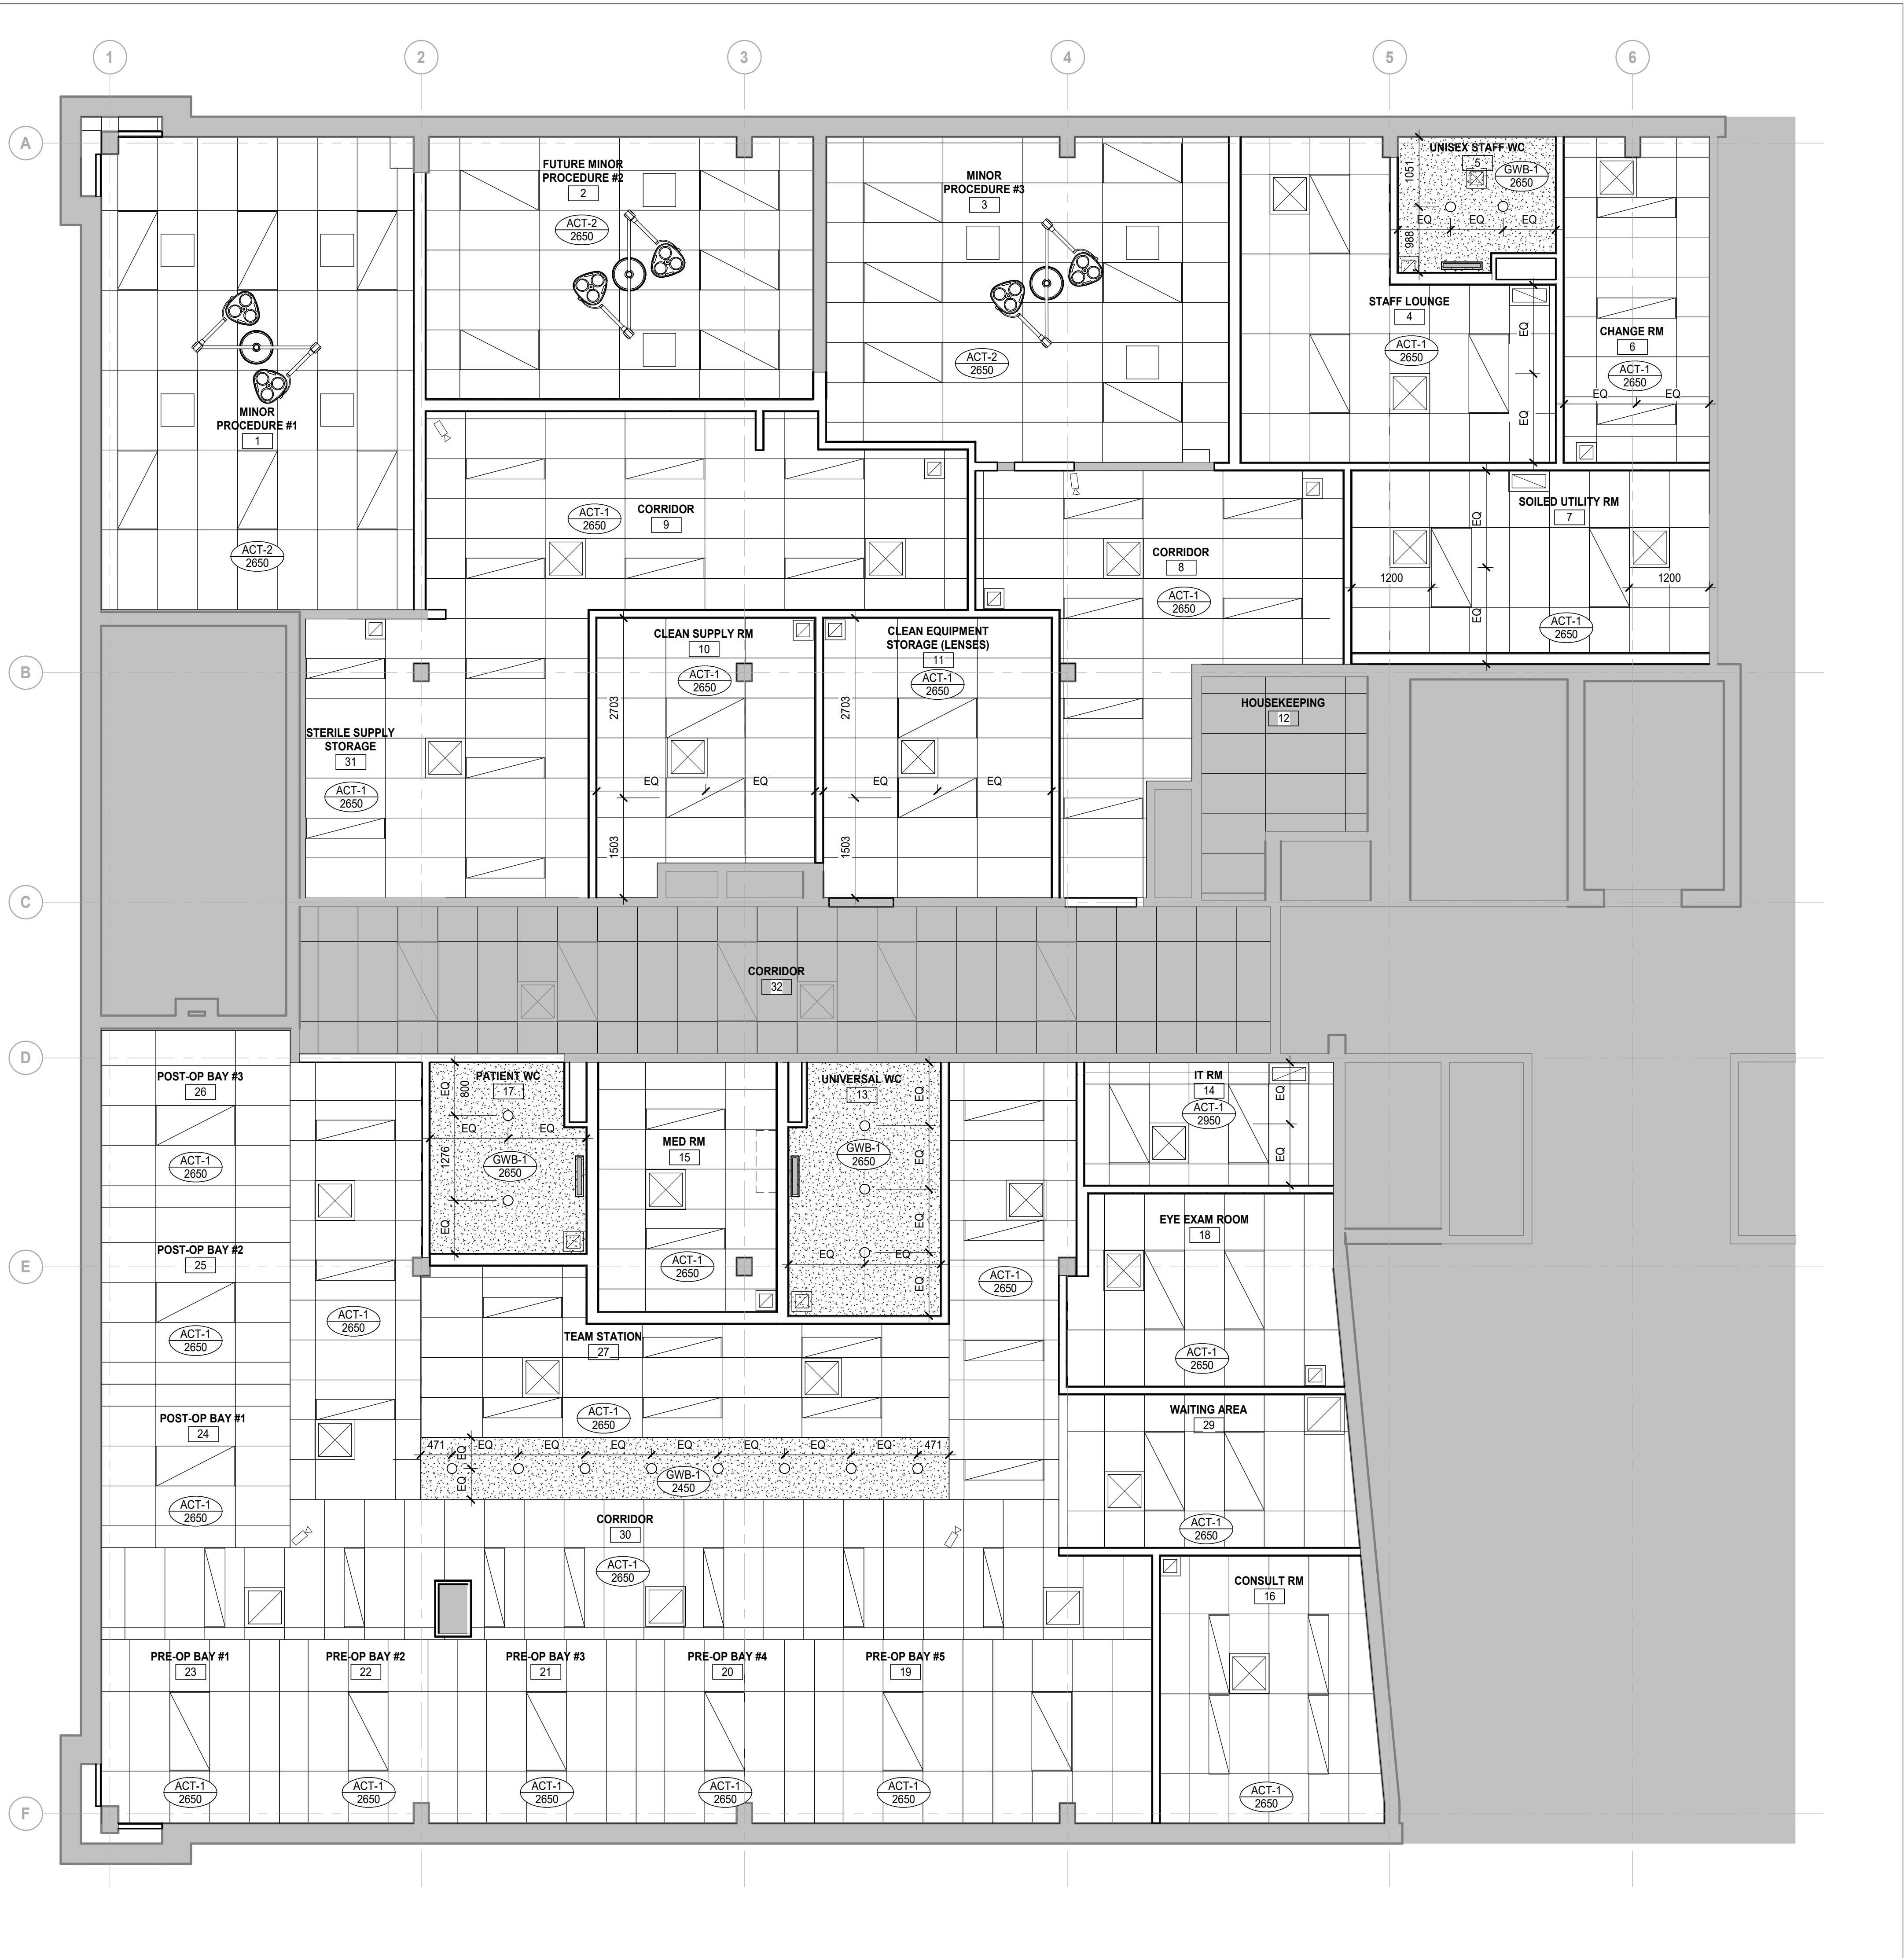 1
2
3
4
5
6
A
B
C
D
E
F
MINOR
PROCEDURE #1
1
ACT-2
2650
FUTURE MINOR
PROCEDURE #2
2
ACT-2
2650
MINOR
PROCEDURE #3
3
ACT-2
2650
STAFF LOUNGE
4
ACT-1
2650
EQ
EQ
UNISEX STAFF WC
5
GWB-1
2650
1051
988
EQ
EQ
EQ
CHANGE RM
6
ACT-1
2650
EQ
EQ
SOILED UTILITY RM
7
1200
1200
EQ
EQ
ACT-1
2650
CORRIDOR
8
ACT-1
2650
CORRIDOR
9
ACT-1
2650
CLEAN SUPPLY RM
10
ACT-1
2650
2703
EQ
EQ
1503
CLEAN EQUIPMENT
STORAGE (LENSES)
11
ACT-1
2650
2703
EQ
EQ
1503
HOUSEKEEPING
12
STERILE SUPPLY
STORAGE
31
ACT-1
2650
CORRIDOR
32
POST-OP BAY #3
26
ACT-1
2650
POST-OP BAY #2
25
ACT-1
2650
POST-OP BAY #1
24
ACT-1
2650
ACT-1
2650
PATIENT WC
17
EQ
800
EQ
EQ
1276
GWB-1
2650
EQ
MED RM
15
ACT-1
2650
UNIVERSAL WC
13
GWB-1
2650
EQ
EQ
EQ
EQ
EQ
EQ
ACT-1
2650
IT RM
14
ACT-1
2950
EQ
EQ
EYE EXAM ROOM
18
ACT-1
2650
TEAM STATION
27
ACT-1
2650
471
EQ
EQ
EQ
EQ
EQ
EQ
EQ
471
EQ
EQ
GWB-1
2450
WAITING AREA
29
ACT-1
2650
CORRIDOR
30
ACT-1
2650
CONSULT RM
16
ACT-1
2650
PRE-OP BAY #1
23
ACT-1
2650
PRE-OP BAY #2
22
ACT-1
2650
PRE-OP BAY #3
21
ACT-1
2650
PRE-OP BAY #4
20
ACT-1
2650
PRE-OP BAY #5
19
ACT-1
2650